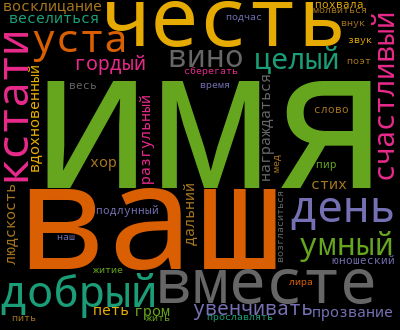 восклицание
веселиться
честь
подчас
похвала
молиться
внук
звук
поэт
уста
гордый
вино
целый
счастливый
кстати
вдохновенный
весь
сберегать
время
имя
награждаться
разгульный
хор
слово
мед
пир
стих
ваш
подлунный
наш
людскость
дальний
возгласиться
день
умный
юношеский
житие
добрый
вместе
лира
петь
гром
увенчивать
прозвание
пить
жить
прославлять